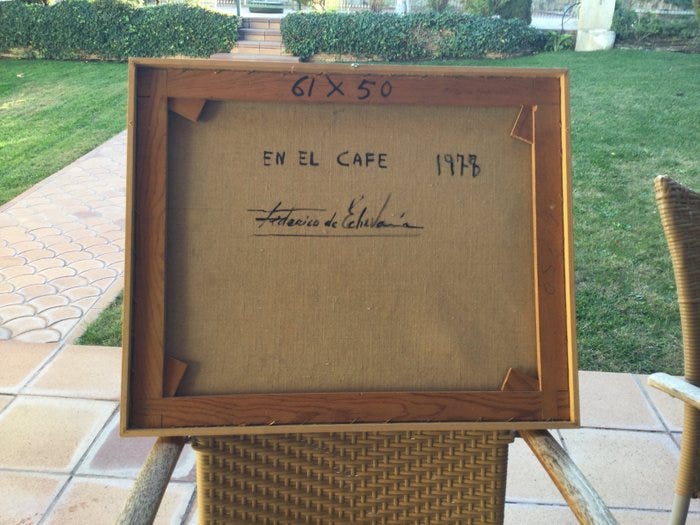 61 X 50
EN EL CAFE 1978
Federico de Echevarría